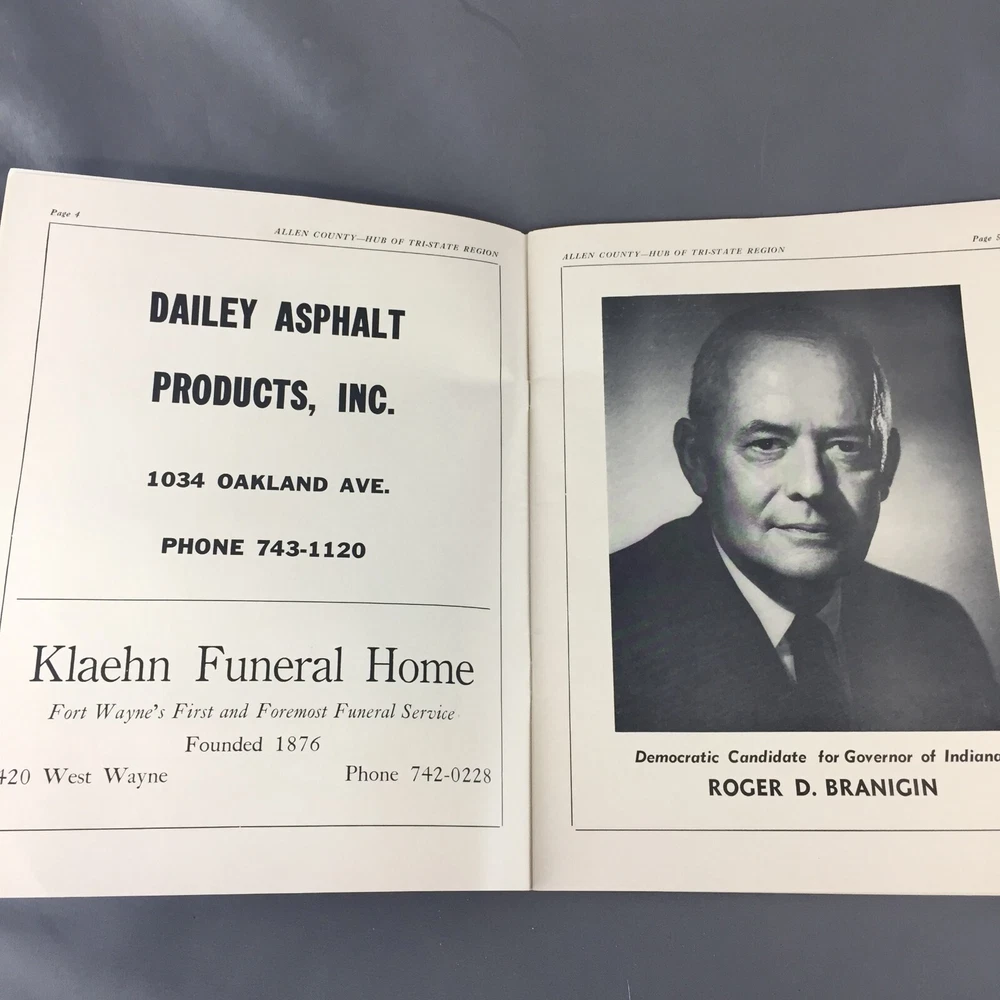 Page 4
ALLEN COUNTY—HUB OF TRI-STATE REGION
DAILEY ASPHALT
PRODUCTS, INC.
1034 OAKLAND AVE.
PHONE 743-1120
Klaehn Funeral Home
Fort Wayne's First and Foremost Funeral Service
Founded 1876
420 West Wayne
Phone 742-0228
ALLEN COUNTY—HUB OF TRI-STATE REGION
Page 5
Democratic Candidate for Governor of Indiana
ROGER D. BRANIGIN